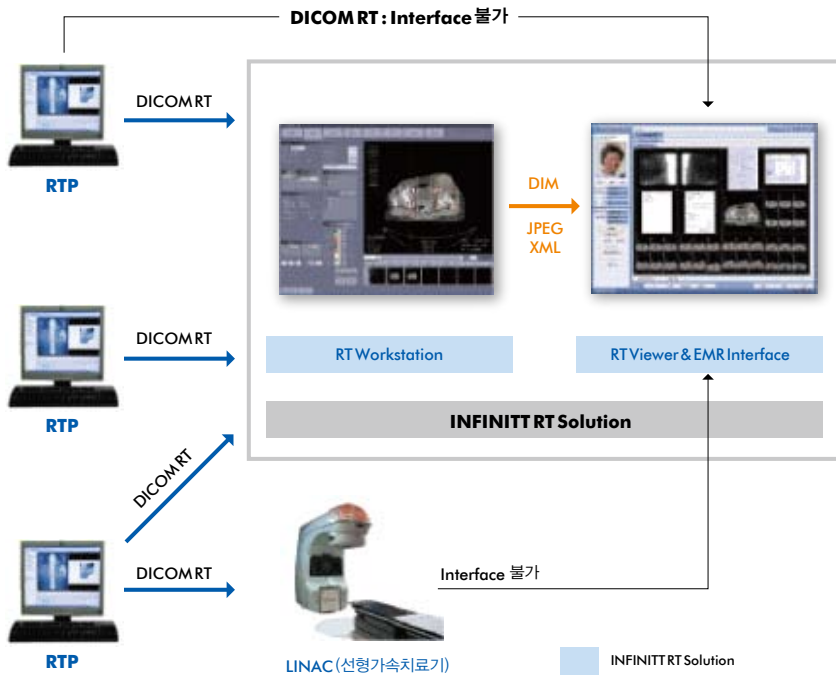 DICOM RT : Interface 불가
DICOM RT
RTP
DIM
JPEG
XML
DICOM RT
RTP
RT Workstation
RT Viewer & EMR Interface
INFINITT RT Solution
DICOM RT
DICOM RT
RTP
Interface 불가
LINAC (선형가속치료기)
INFINITT RT Solution